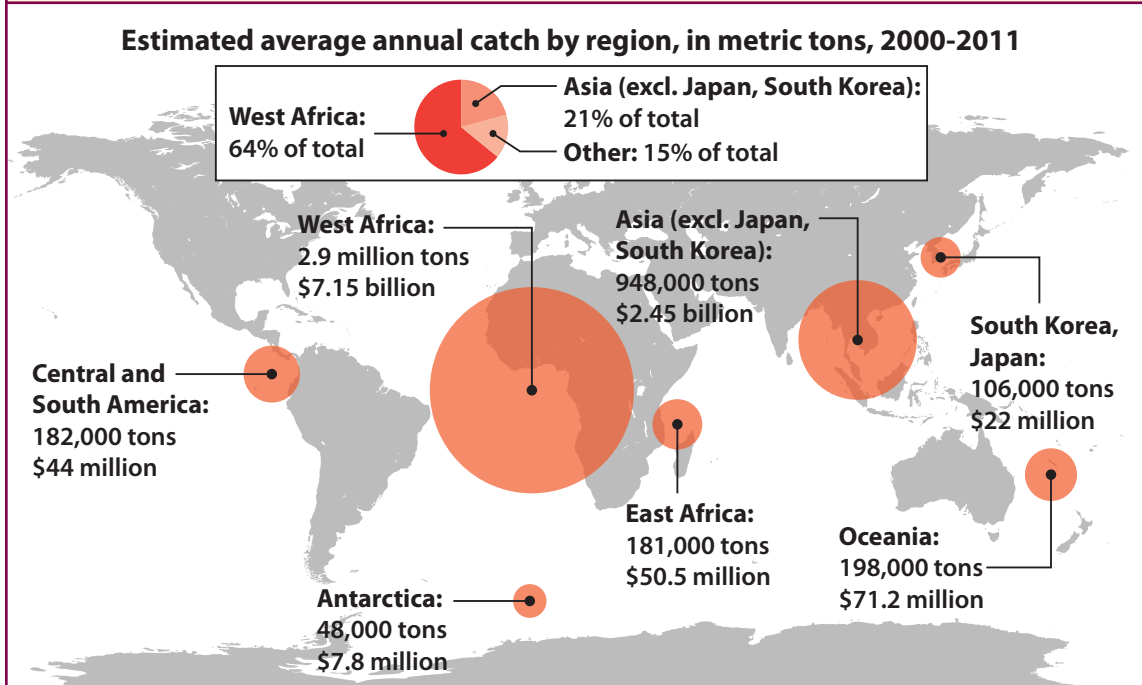 Estimated average annual catch by region, in metric tons, 2000-2011
West Africa:
64% of total
Asia (excl. Japan, South Korea):
21% of total
Other: 15% of total
West Africa:
2.9 million tons
$7.15 billion
Asia (excl. Japan,
South Korea):
948,000 tons
$2.45 billion
South Korea,
Japan:
106,000 tons
$22 million
Central and
South America:
182,000 tons
$44 million
East Africa:
181,000 tons
$50.5 million
Oceania:
198,000 tons
$71.2 million
Antarctica:
48,000 tons
$7.8 million